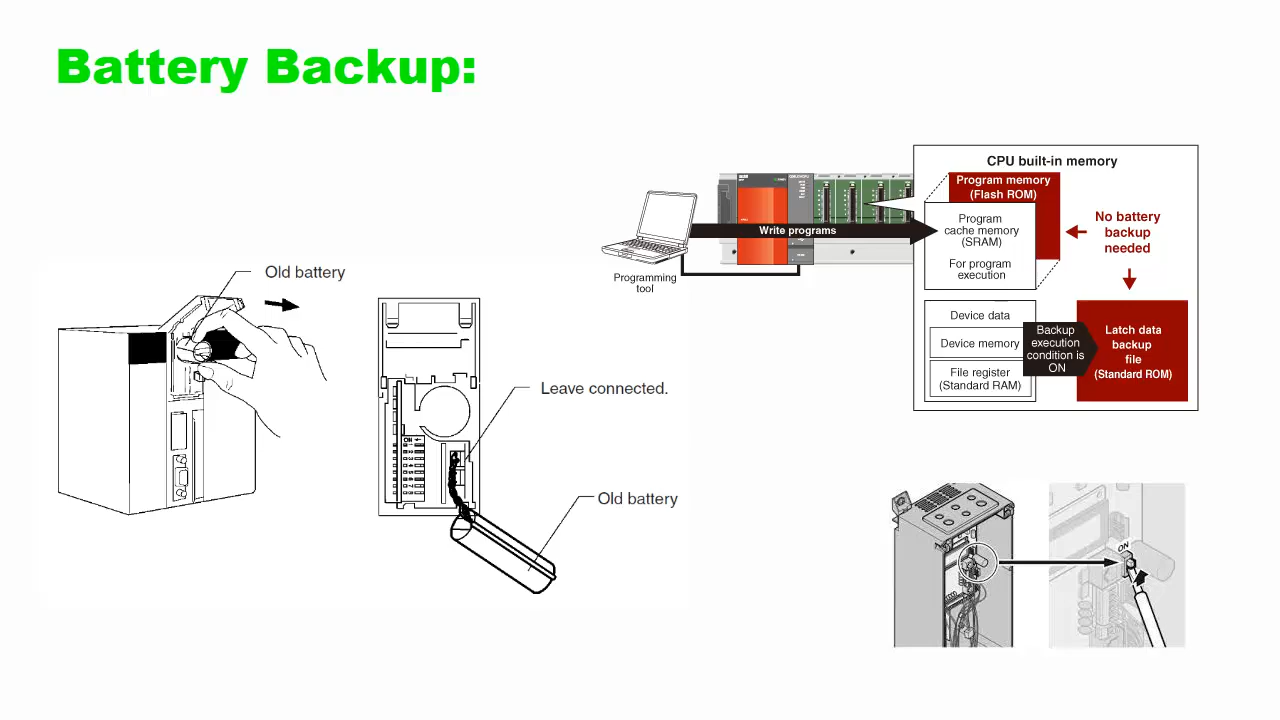 Battery Backup:
Old battery
Leave connected.
Old battery
ON
Programming
tool
Write programs
CPU built-in memory
Program memory
(Flash ROM)
Program
cache memory
(SRAM)
For program
execution
No battery
backup
needed
Device data
Device memory
File register
(Standard RAM)
Backup
execution
condition is
ON
Latch data
backup
file
(Standard ROM)
ON